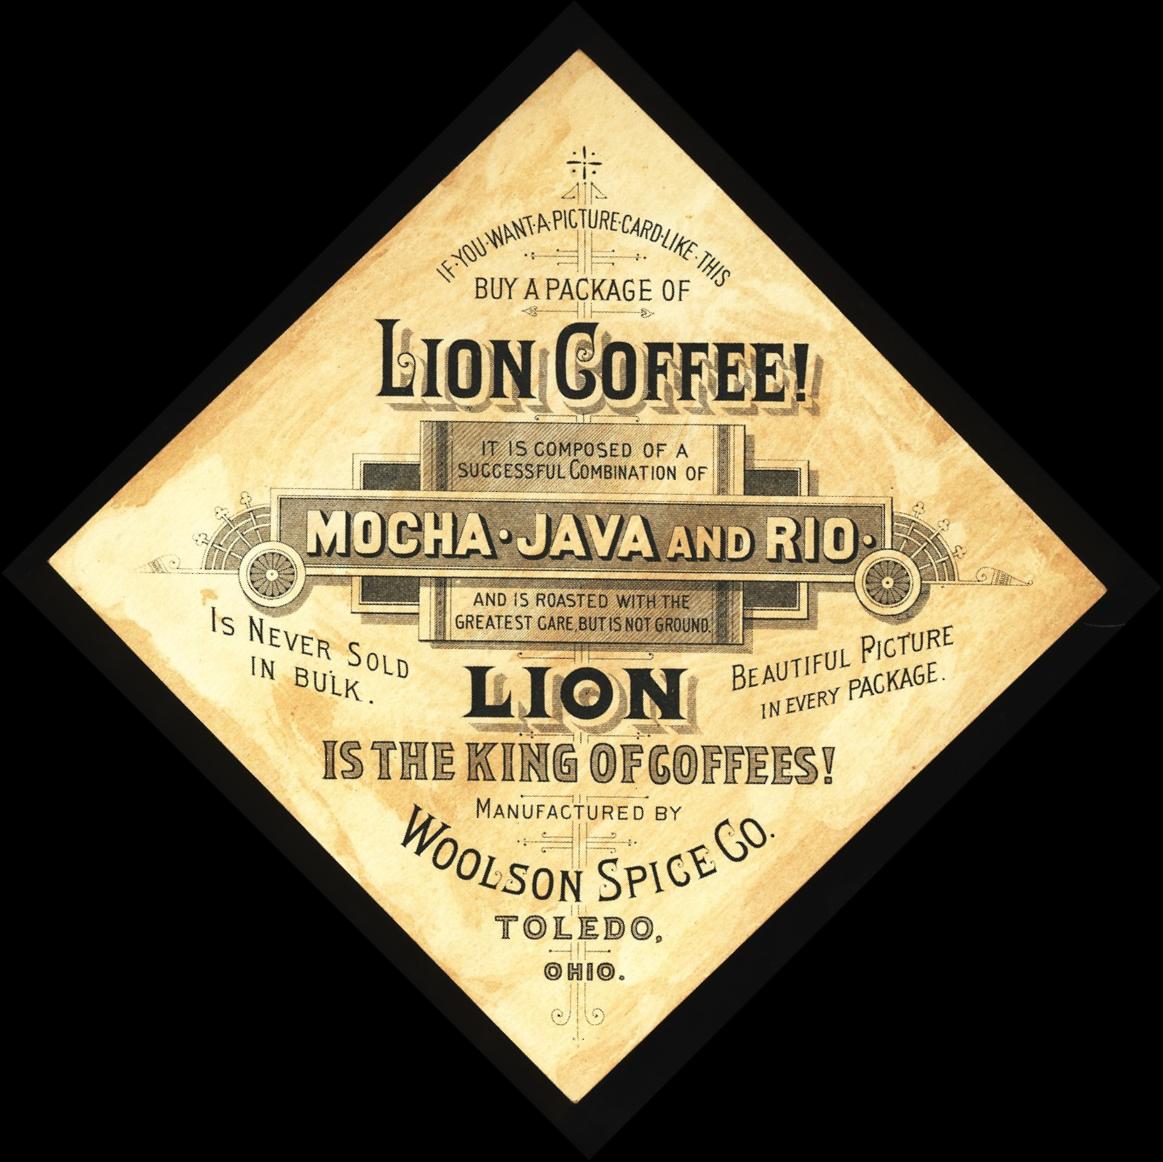 IF·YOU·WANT·A·PICTURE·CARD·LIKE·THIS
BUY A PACKAGE OF
LION COFFEE!
IT IS COMPOSED OF A
SUCCESSFUL COMBINATION OF
MOCHA·JAVA AND RIO·
AND IS ROASTED WITH THE
GREATEST CARE, BUT IS NOT GROUND.
IS NEVER SOLD
IN BULK.
BEAUTIFUL PICTURE
IN EVERY PACKAGE.
LION
IS THE KING OF COFFEES!
MANUFACTURED BY
WOOLSON SPICE CO.
TOLEDO,
OHIO.